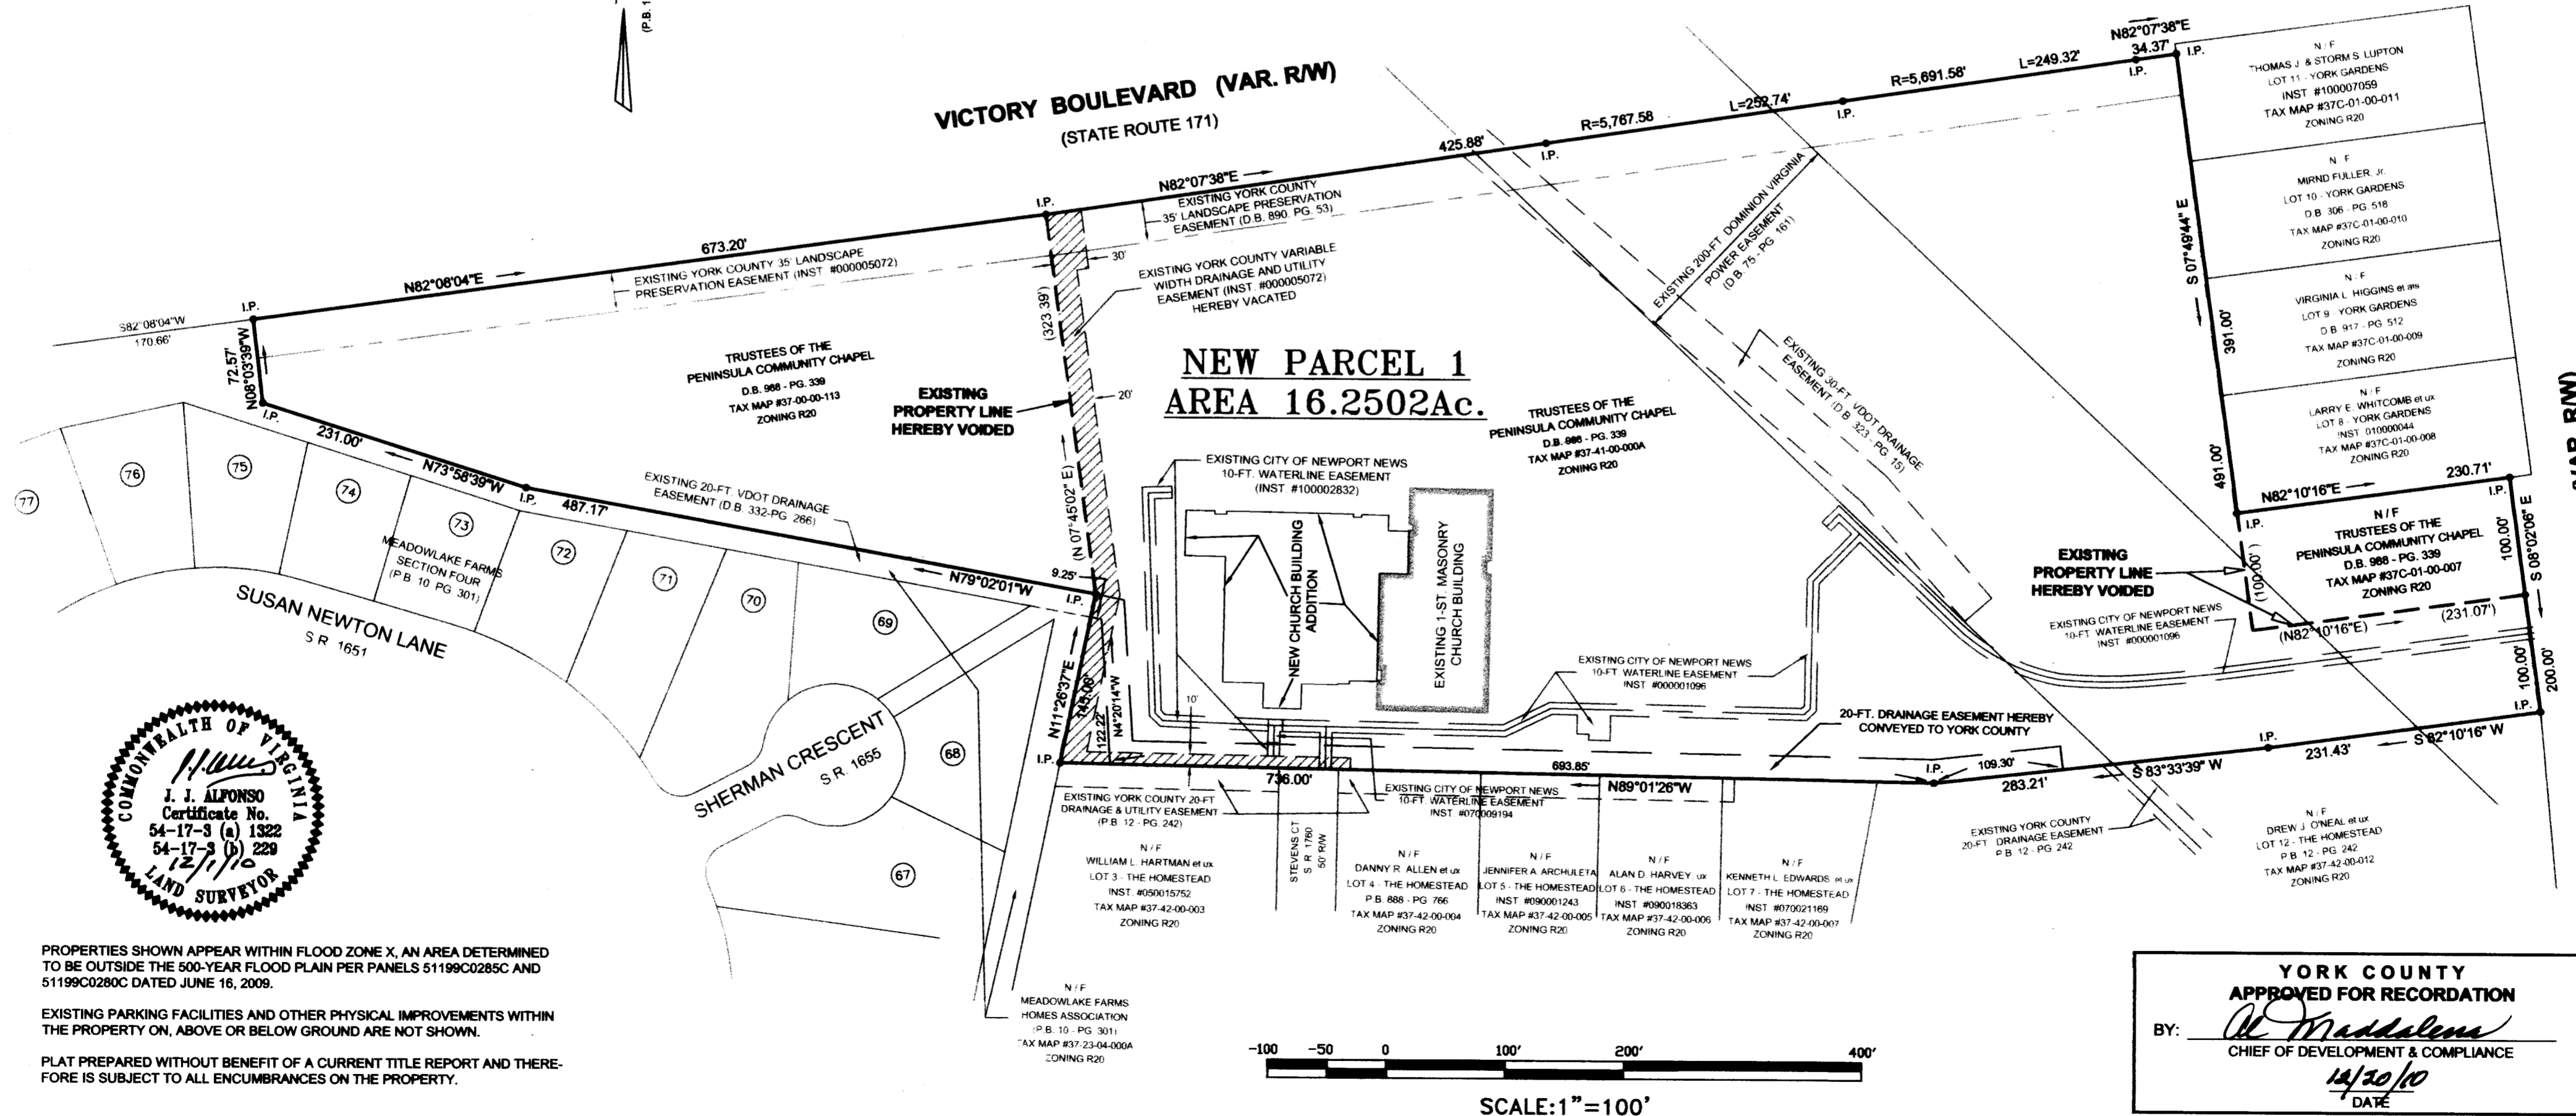 (P.B. 1
VICTORY BOULEVARD (VAR. R/W)
(STATE ROUTE 171)
N82°07'38"E
34.37'
I.P.
I.P.
L=249.32'
R=5,691.58'
I.P.
L=252.74'
R=5,767.58
I.P.
425.88'
N82°07'38"E
I.P.
673.20'
N82°08'04"E
I.P.
S82°08'04"W
170.66'
72.57'
N08°03'39"W
I.P.
EXISTING YORK COUNTY 35' LANDSCAPE
PRESERVATION EASEMENT (INST. #000005072)
EXISTING YORK COUNTY
35' LANDSCAPE PRESERVATION
EASEMENT (D.B. 890, PG. 53)
30'
EXISTING YORK COUNTY VARIABLE
WIDTH DRAINAGE AND UTILITY
EASEMENT (INST. #000005072)
HEREBY VACATED
(323.39')
20'
(N 07°45'02" E)
TRUSTEES OF THE
PENINSULA COMMUNITY CHAPEL
D.B. 988 - PG. 339
TAX MAP #37-00-00-113
ZONING R20
EXISTING
PROPERTY LINE
HEREBY VOIDED
NEW PARCEL 1
AREA 16.2502Ac.
TRUSTEES OF THE
PENINSULA COMMUNITY CHAPEL
D.B. 988 - PG. 339
TAX MAP #37-41-00-000A
ZONING R20
EXISTING 200-FT. DOMINION VIRGINIA
POWER EASEMENT
(D.B. 75 - PG. 161)
EXISTING 30-FT. VDOT DRAINAGE
EASEMENT (D.B. 323 - PG. 15)
N / F
THOMAS J. & STORM S. LUPTON
LOT 11 - YORK GARDENS
INST #100007059
TAX MAP #37C-01-00-011
ZONING R20
N F
MIRND FULLER, Jr.
LOT 10 - YORK GARDENS
D.B. 306 - PG. 518
TAX MAP #37C-01-00-010
ZONING R20
N / F
VIRGINIA L. HIGGINS et als
LOT 9 - YORK GARDENS
D.B. 917 - PG. 512
TAX MAP #37C-01-00-009
ZONING R20
N / F
LARRY E. WHITCOMB et ux
LOT 8 - YORK GARDENS
INST. 010000044
TAX MAP #37C-01-00-008
ZONING R20
S 07°49'44" E
391.00'
491.00'
(VAR. R/W)
N82°10'16"E
230.71'
I.P.
I.P.
N / F
TRUSTEES OF THE
PENINSULA COMMUNITY CHAPEL
D.B. 988 - PG. 339
TAX MAP #37C-01-00-007
ZONING R20
100.00'
S 08°02'06" E
(100.00')
EXISTING
PROPERTY LINE
HEREBY VOIDED
(N82°10'16"E)
(231.07')
EXISTING CITY OF NEWPORT NEWS
10-FT. WATERLINE EASEMENT
INST #000001096
100.00'
200.00'
I.P.
231.00'
N73°58'39"W
I.P.
487.17'
EXISTING 20-FT. VDOT DRAINAGE
EASEMENT (D.B. 332-PG. 266)
N79°02'01"W
9.25'
I.P.
77
76
75
74
73
72
71
70
69
68
67
MEADOWLAKE FARMS
SECTION FOUR
(P.B. 10 PG. 301)
SUSAN NEWTON LANE
S.R. 1651
SHERMAN CRESCENT
S.R. 1655
N11°26'37"E
145.00'
122.22'
N4°20'14"W
I.P.
EXISTING CITY OF NEWPORT NEWS
10-FT. WATERLINE EASEMENT
(INST. #100002832)
NEW CHURCH BUILDING
ADDITION
EXISTING 1-ST. MASONRY
CHURCH BUILDING
EXISTING CITY OF NEWPORT NEWS
10-FT. WATERLINE EASEMENT
INST #000001096
20-FT. DRAINAGE EASEMENT HEREBY
CONVEYED TO YORK COUNTY
10'
736.00'
693.85'
N89°01'26"W
I.P.
109.30'
283.21'
S 83°33'39" W
I.P.
231.43'
S 82°10'16" W
EXISTING YORK COUNTY 20-FT
DRAINAGE & UTILITY EASEMENT
(P.B. 12 - PG. 242)
EXISTING CITY OF NEWPORT NEWS
10-FT. WATERLINE EASEMENT
INST #070009194
STEVENS CT
S R 1760
50' R/W
N / F
WILLIAM L. HARTMAN et ux
LOT 3 - THE HOMESTEAD
INST. #050015752
TAX MAP #37-42-00-003
ZONING R20
N / F
DANNY R. ALLEN et ux
LOT 4 - THE HOMESTEAD
P.B. 888 - PG 766
TAX MAP #37-42-00-004
ZONING R20
N / F
JENNIFER A. ARCHULETA
LOT 5 - THE HOMESTEAD
INST #090001243
TAX MAP #37-42-00-005
ZONING R20
N / F
ALAN D. HARVEY ux
LOT 6 - THE HOMESTEAD
INST #090018363
TAX MAP #37-42-00-006
ZONING R20
N / F
KENNETH L. EDWARDS et ux
LOT 7 - THE HOMESTEAD
INST #070021169
TAX MAP #37-42-00-007
ZONING R20
EXISTING YORK COUNTY
20-FT DRAINAGE EASEMENT
P.B. 12 - PG 242
N / F
DREW J. O'NEAL et ux
LOT 12 - THE HOMESTEAD
P.B. 12 - PG. 242
TAX MAP #37-42-00-012
ZONING R20
N / F
MEADOWLAKE FARMS
HOMES ASSOCIATION
(P.B. 10 - PG 301)
TAX MAP #37-23-04-000A
ZONING R20
COMMONWEALTH OF VIRGINIA
J. J. ALFONSO
Certificate No.
54-17-3 (a) 1322
54-17-3 (b) 229
12/1/10
LAND SURVEYOR
PROPERTIES SHOWN APPEAR WITHIN FLOOD ZONE X, AN AREA DETERMINED
TO BE OUTSIDE THE 500-YEAR FLOOD PLAIN PER PANELS 51199C0285C AND
51199C0280C DATED JUNE 16, 2009.
EXISTING PARKING FACILITIES AND OTHER PHYSICAL IMPROVEMENTS WITHIN
THE PROPERTY ON, ABOVE OR BELOW GROUND ARE NOT SHOWN.
PLAT PREPARED WITHOUT BENEFIT OF A CURRENT TITLE REPORT AND THERE-
FORE IS SUBJECT TO ALL ENCUMBRANCES ON THE PROPERTY.
-100 -50 0 100' 200' 400'
SCALE:1"=100'
YORK COUNTY
APPROVED FOR RECORDATION
BY: Al Maddalena
CHIEF OF DEVELOPMENT & COMPLIANCE
12/20/10
DATE